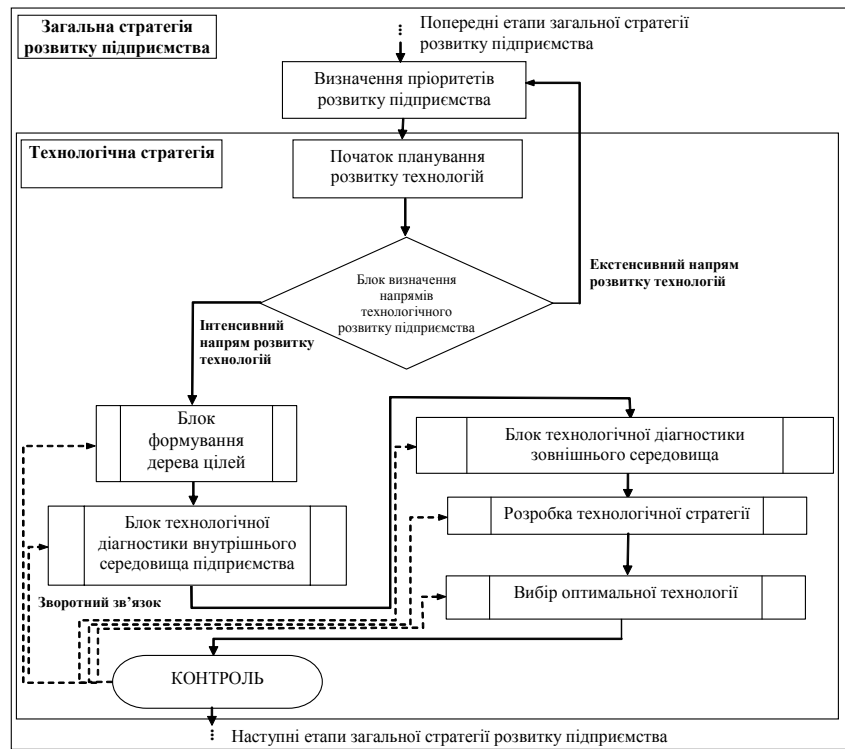 Загальна стратегія
розвитку підприємства
Попередні етапи загальної стратегії
розвитку підприємства
Визначення пріоритетів
розвитку підприємства
Технологічна стратегія
Початок планування
розвитку технологій
Блок визначення
напрямів
технологічного
розвитку підприємства
Екстенсивний напрям
розвитку технологій
Інтенсивний
напрям розвитку
технологій
Блок
формування
дерева цілей
Блок технологічної діагностики
зовнішнього середовища
Блок технологічної
діагностики внутрішнього
середовища підприємства
Розробка технологічної стратегії
Вибір оптимальної технології
Зворотний зв’язок
КОНТРОЛЬ
Наступні етапи загальної стратегії розвитку підприємства